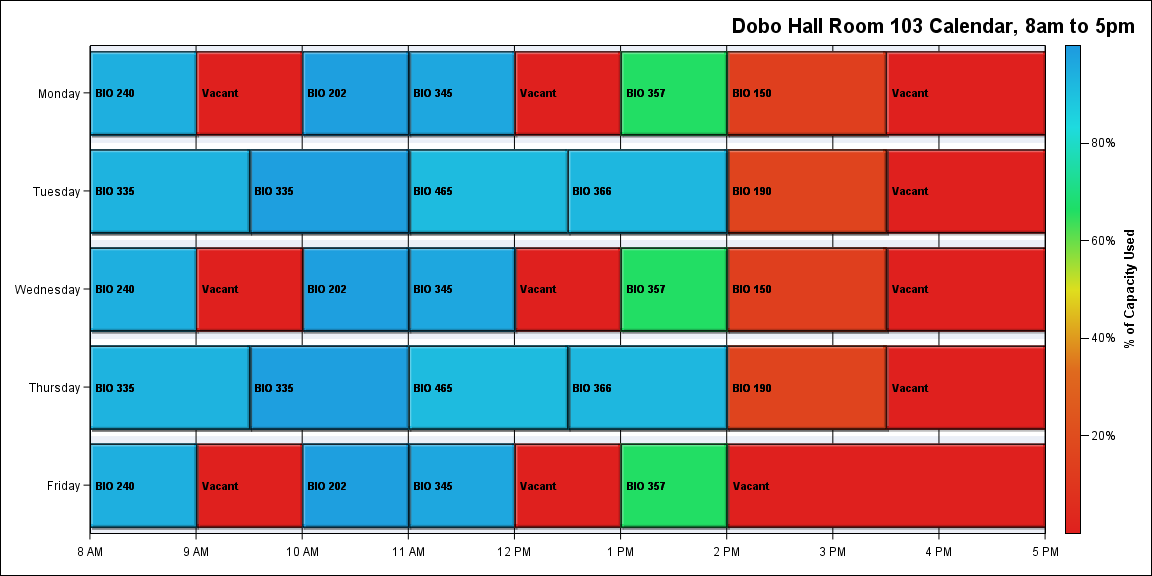 Dobo Hall Room 103 Calendar, 8am to 5pm
Monday BIO 240 Vacant BIO 202 BIO 345 Vacant BIO 357 BIO 150 Vacant
80%
Tuesday BIO 335 BIO 335 BIO 465 BIO 366 BIO 190 Vacant
60%
Wednesday BIO 240 Vacant BIO 202 BIO 345 Vacant BIO 357 BIO 150 Vacant
% of Capacity Used
40%
Thursday BIO 335 BIO 335 BIO 465 BIO 366 BIO 190 Vacant
20%
Friday BIO 240 Vacant BIO 202 BIO 345 Vacant BIO 357 Vacant
8 AM 9 AM 10 AM 11 AM 12 PM 1 PM 2 PM 3 PM 4 PM 5 PM